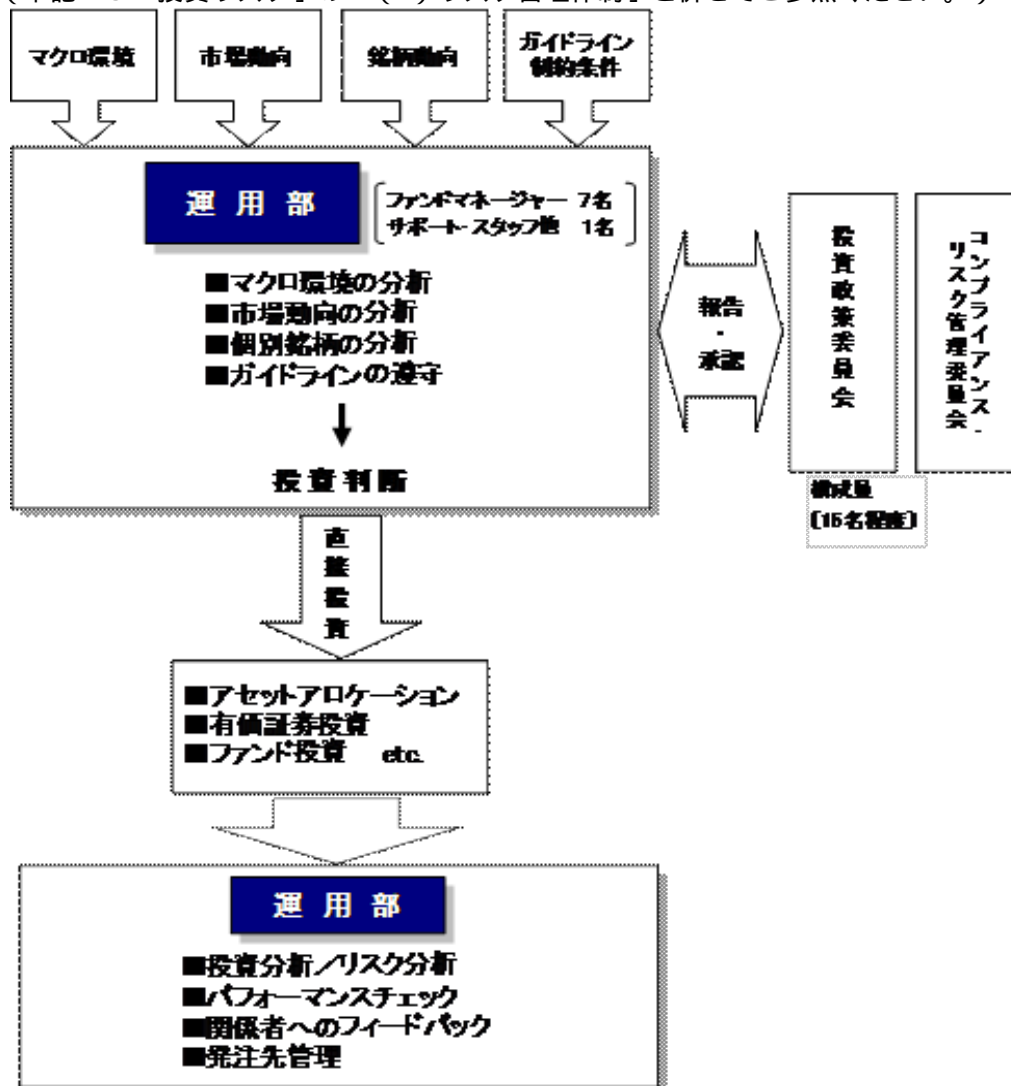 マクロ環境
市場動向
銘柄動向
ガイドライン
制約条件
運用部
ファンドマネージャー 7名
サポート・スタッフ他 1名
■マクロ環境の分析
■市場動向の分析
■個別銘柄の分析
■ガイドラインの遵守
投資判断
報告・承認
投資政策委員会
コンプライアンス・
リスク管理委員会
構成員
(15名程度)
直接投資
■アセットアロケーション
■有価証券投資
■ファンド投資 etc.
運用部
■投資分析／リスク分析
■パフォーマンスチェック
■関係者へのフィードバック
■発注先管理